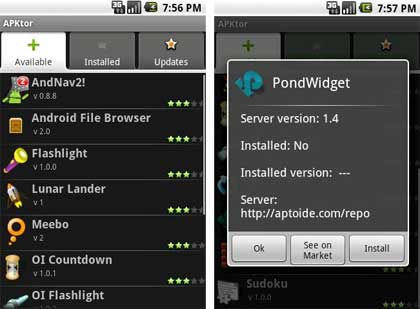 3G
7:56 PM
APKtor
Available
Installed
Updates
AndNav2!
v 0.8.8
Android File Browser
v 2.0
Flashlight
v 1.0.0
Lunar Lander
v 1
Meebo
v 2
OI Countdown
v 1.0.1
OI Flashlight
3G
7:57 PM
APKtor
PondWidget
Server version: 1.4
Installed: No
Installed version: ---
Server:
http://aptoide.com/repo
Ok
See on
Market
Install
Sudoku
v 1.0.0